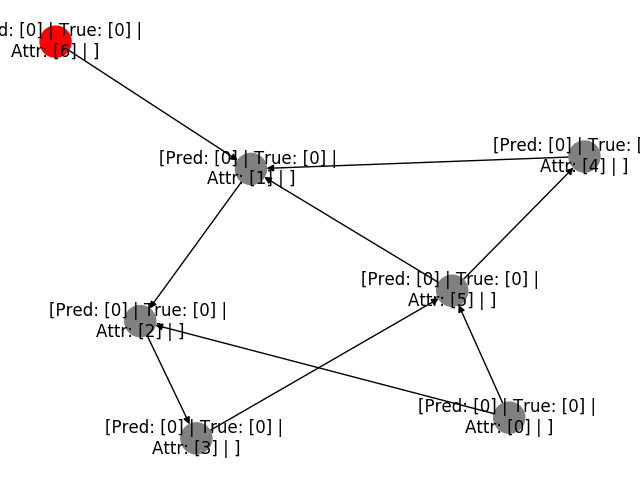 d: [0] | True: [0] |
Attr: [6] | ]
[Pred: [0] | True: [
Attr: [4] | ]
[Pred: [0] | True: [0] |
Attr: [1] | ]
[Pred: [0] | True: [0] |
Attr: [5] | ]
[Pred: [0] | True: [0] |
Attr: [2] | ]
[Pred: [0] | True: [0] |
Attr: [0] | ]
[Pred: [0] | True: [0] |
Attr: [3] | ]